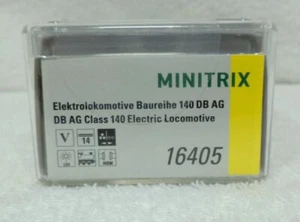 MINITRIX
Elektrolokomotive Baureihe 140 DB AG
DB AG Class 140 Electric Locomotive
V 14
16405